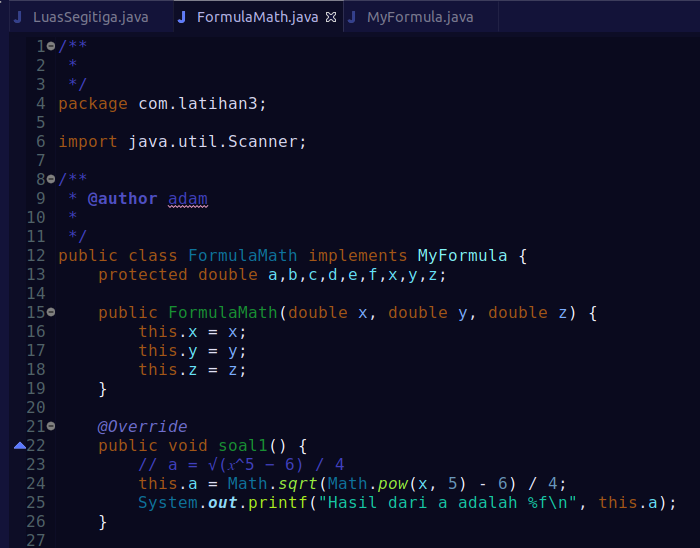 LuasSegitiga.java FormulaMath.java MyFormula.java
1 /**
2  *
3  */
4 package com.latihan3;
5
6 import java.util.Scanner;
7
8 /**
9  * @author adam
10  *
11  */
12 public class FormulaMath implements MyFormula {
13     protected double a,b,c,d,e,f,x,y,z;
14
15     public FormulaMath(double x, double y, double z) {
16         this.x = x;
17         this.y = y;
18         this.z = z;
19     }
20
21     @Override
22     public void soal1() {
23         // a = √(𝑥^5 − 6) / 4
24         this.a = Math.sqrt(Math.pow(x, 5) - 6) / 4;
25         System.out.printf("Hasil dari a adalah %f\n", this.a);
26     }
27